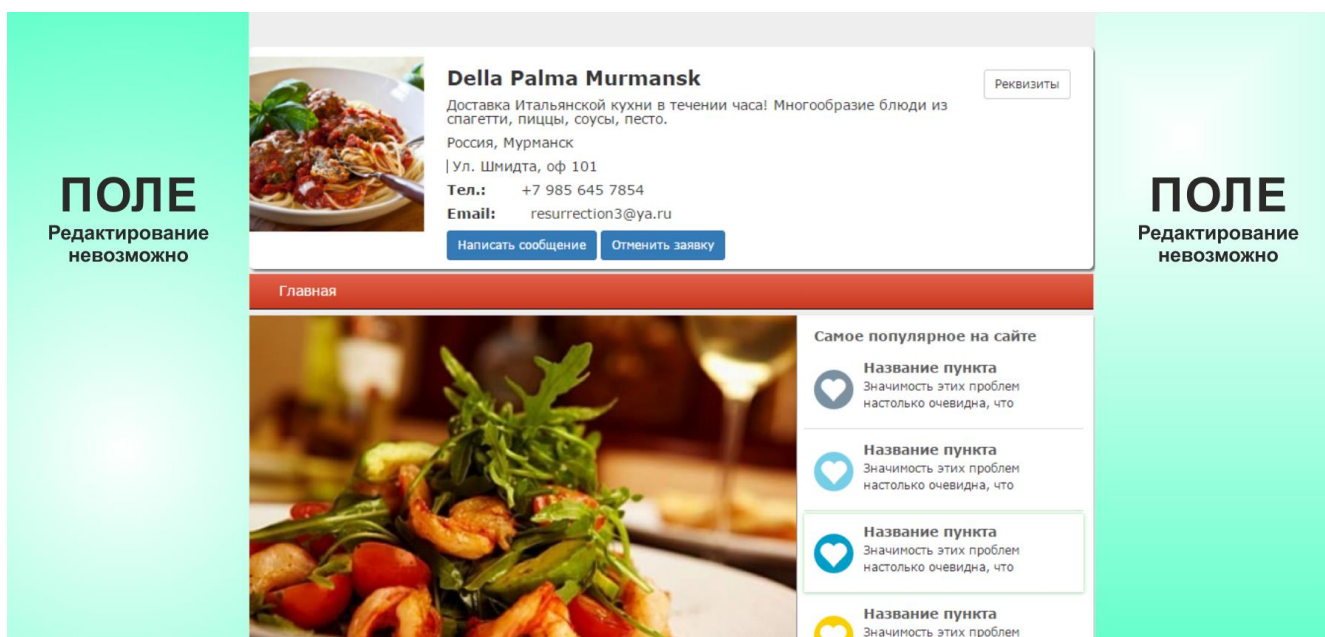 ПОЛЕ
Редактирование
невозможно
Della Palma Murmansk
Реквизиты
Доставка Итальянской кухни в течении часа! Многообразие блюди из
спагетти, пиццы, соусы, песто.
Россия, Мурманск
|Ул. Шмидта, оф 101
Тел.: +7 985 645 7854
Email: resurrection3@ya.ru
Написать сообщение Отменить заявку
Главная
Самое популярное на сайте
Название пункта
Значимость этих проблем
настолько очевидна, что
Название пункта
Значимость этих проблем
настолько очевидна, что
Название пункта
Значимость этих проблем
настолько очевидна, что
Название пункта
Значимость этих проблем
ПОЛЕ
Редактирование
невозможно